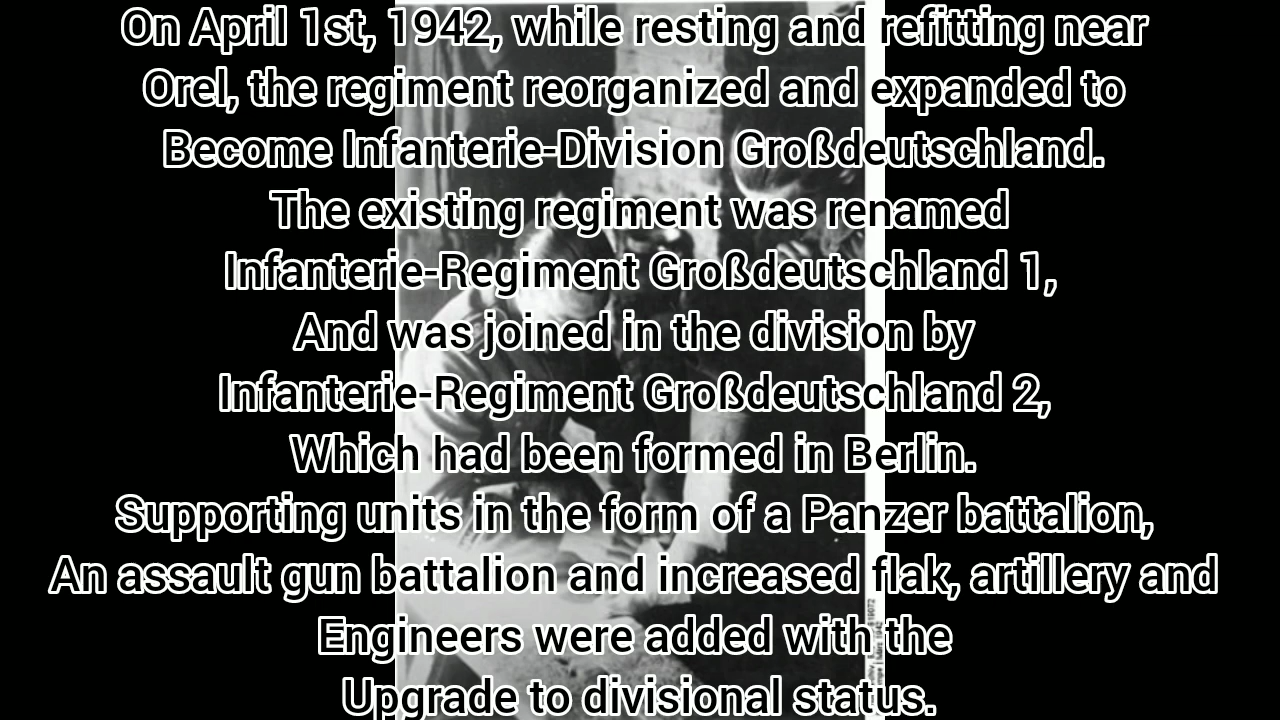 On April 1st, 1942, while resting and refitting near
Orel, the regiment reorganized and expanded to
Become Infanterie-Division Großdeutschland.
The existing regiment was renamed
Infanterie-Regiment Großdeutschland 1,
And was joined in the division by
Infanterie-Regiment Großdeutschland 2,
Which had been formed in Berlin.
Supporting units in the form of a Panzer battalion,
An assault gun battalion and increased flak, artillery and
Engineers were added with the
Upgrade to divisional status.